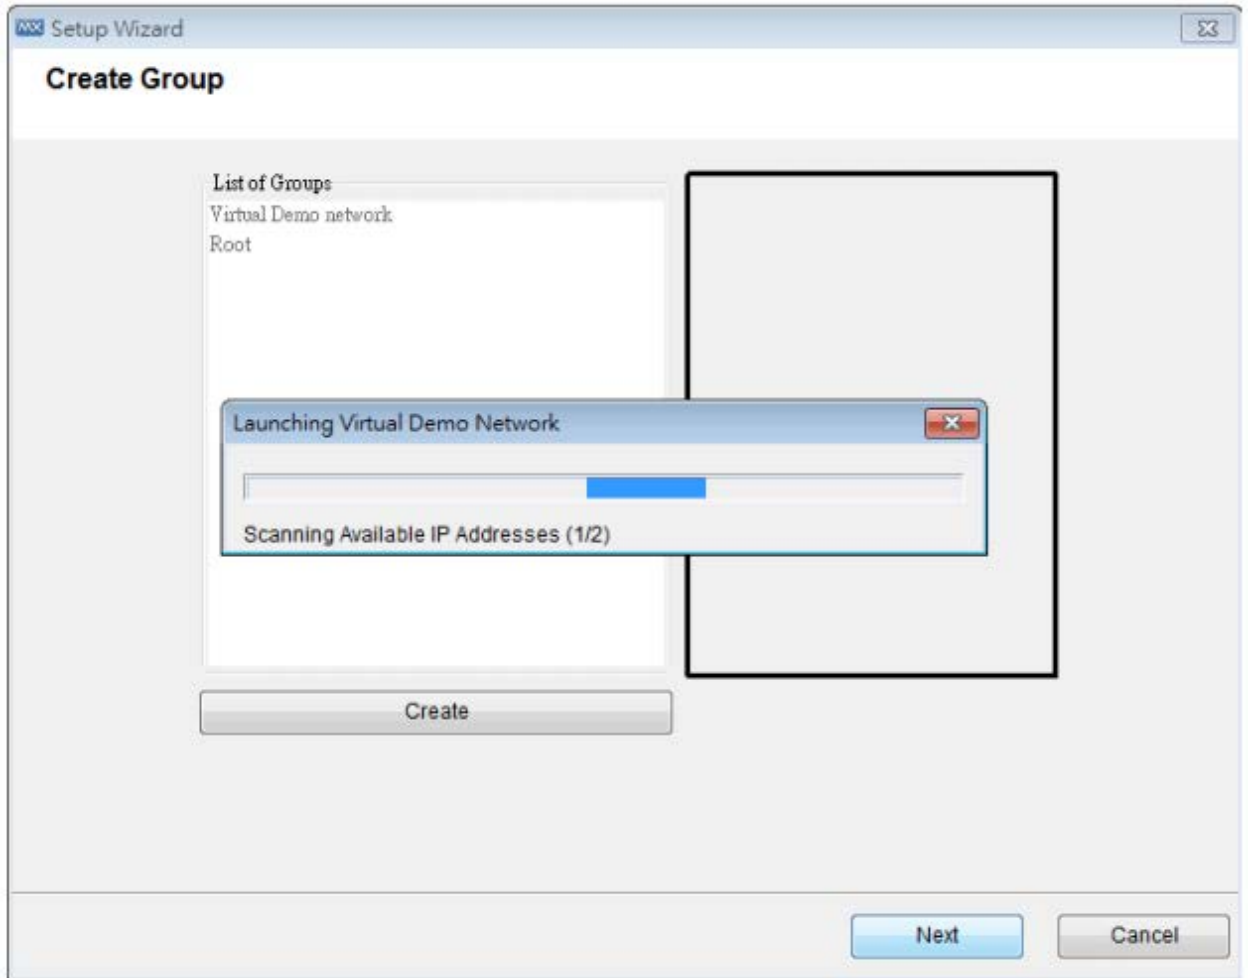 MXS Setup Wizard
Create Group
List of Groups
Virtual Demo network
Root
Launching Virtual Demo Network
Scanning Available IP Addresses (1/2)
Create
Next Cancel